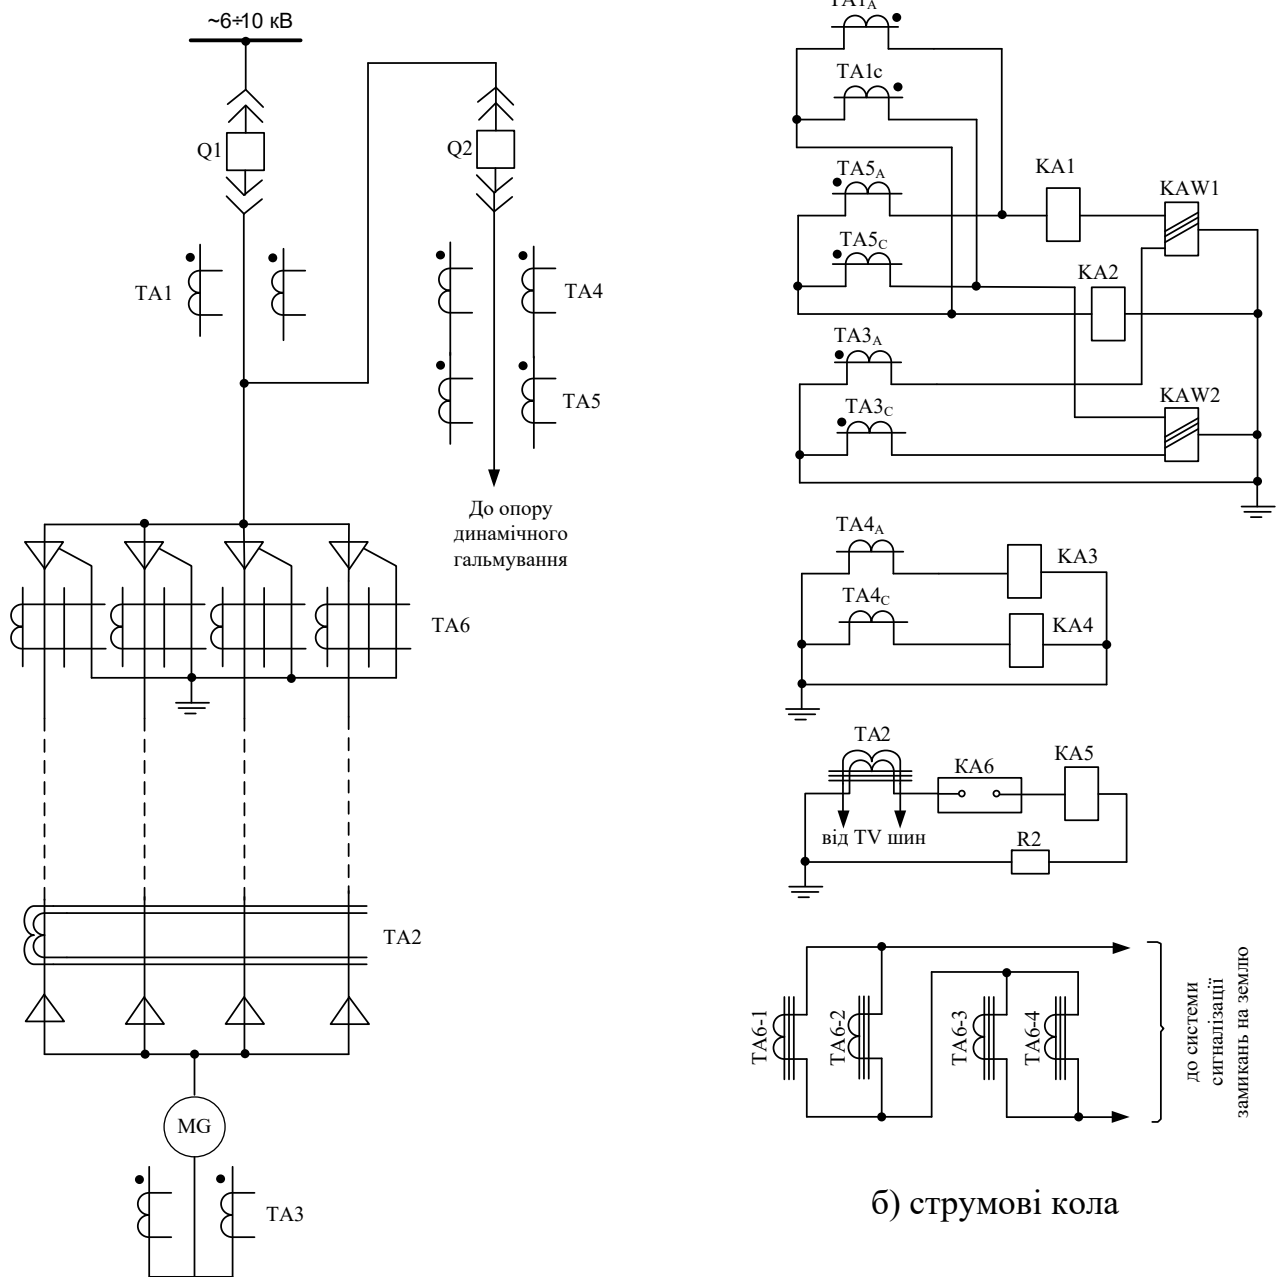 ~6÷10 кВ
Q1
Q2
TA1
TA4
TA5
До опору
динамічного
гальмування
TA6
TA2
MG
TA3
TA1A
TA1c
TA5A
TA5C
KA1
KAW1
KA2
TA3A
TA3C
KAW2
TA4A
KA3
TA4C
KA4
TA2
KA6
KA5
від TV шин
R2
TA6-1
TA6-2
TA6-3
TA6-4
до системи
сигналізації
замикань на землю
б) струмові кола